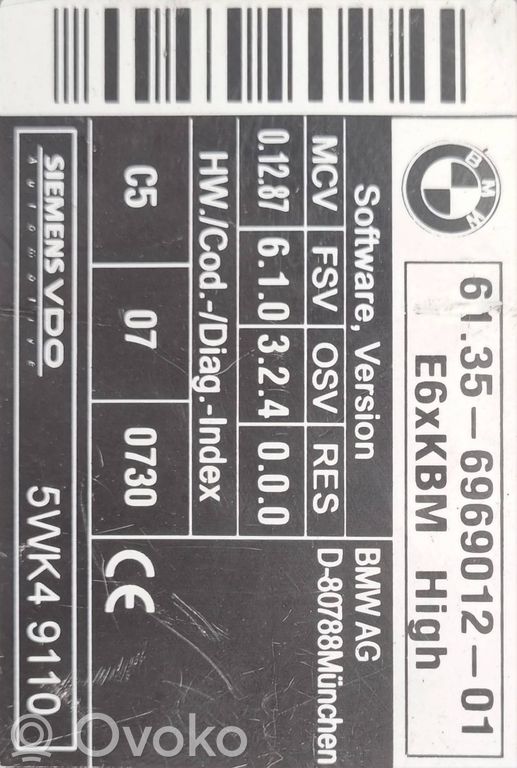 BMW
61.35-6969012-01
E6xKBM High
Software, Version
MCV FSV OSV RES
0.12.87 6.1.0 3.2.4 0.0.0
HW./Cod.-/Diag.-Index
C5 07 0730
BMW AG
D-80788 München
CE
SIEMENS VDO
Automotive
5WK4 9110
Ovoko